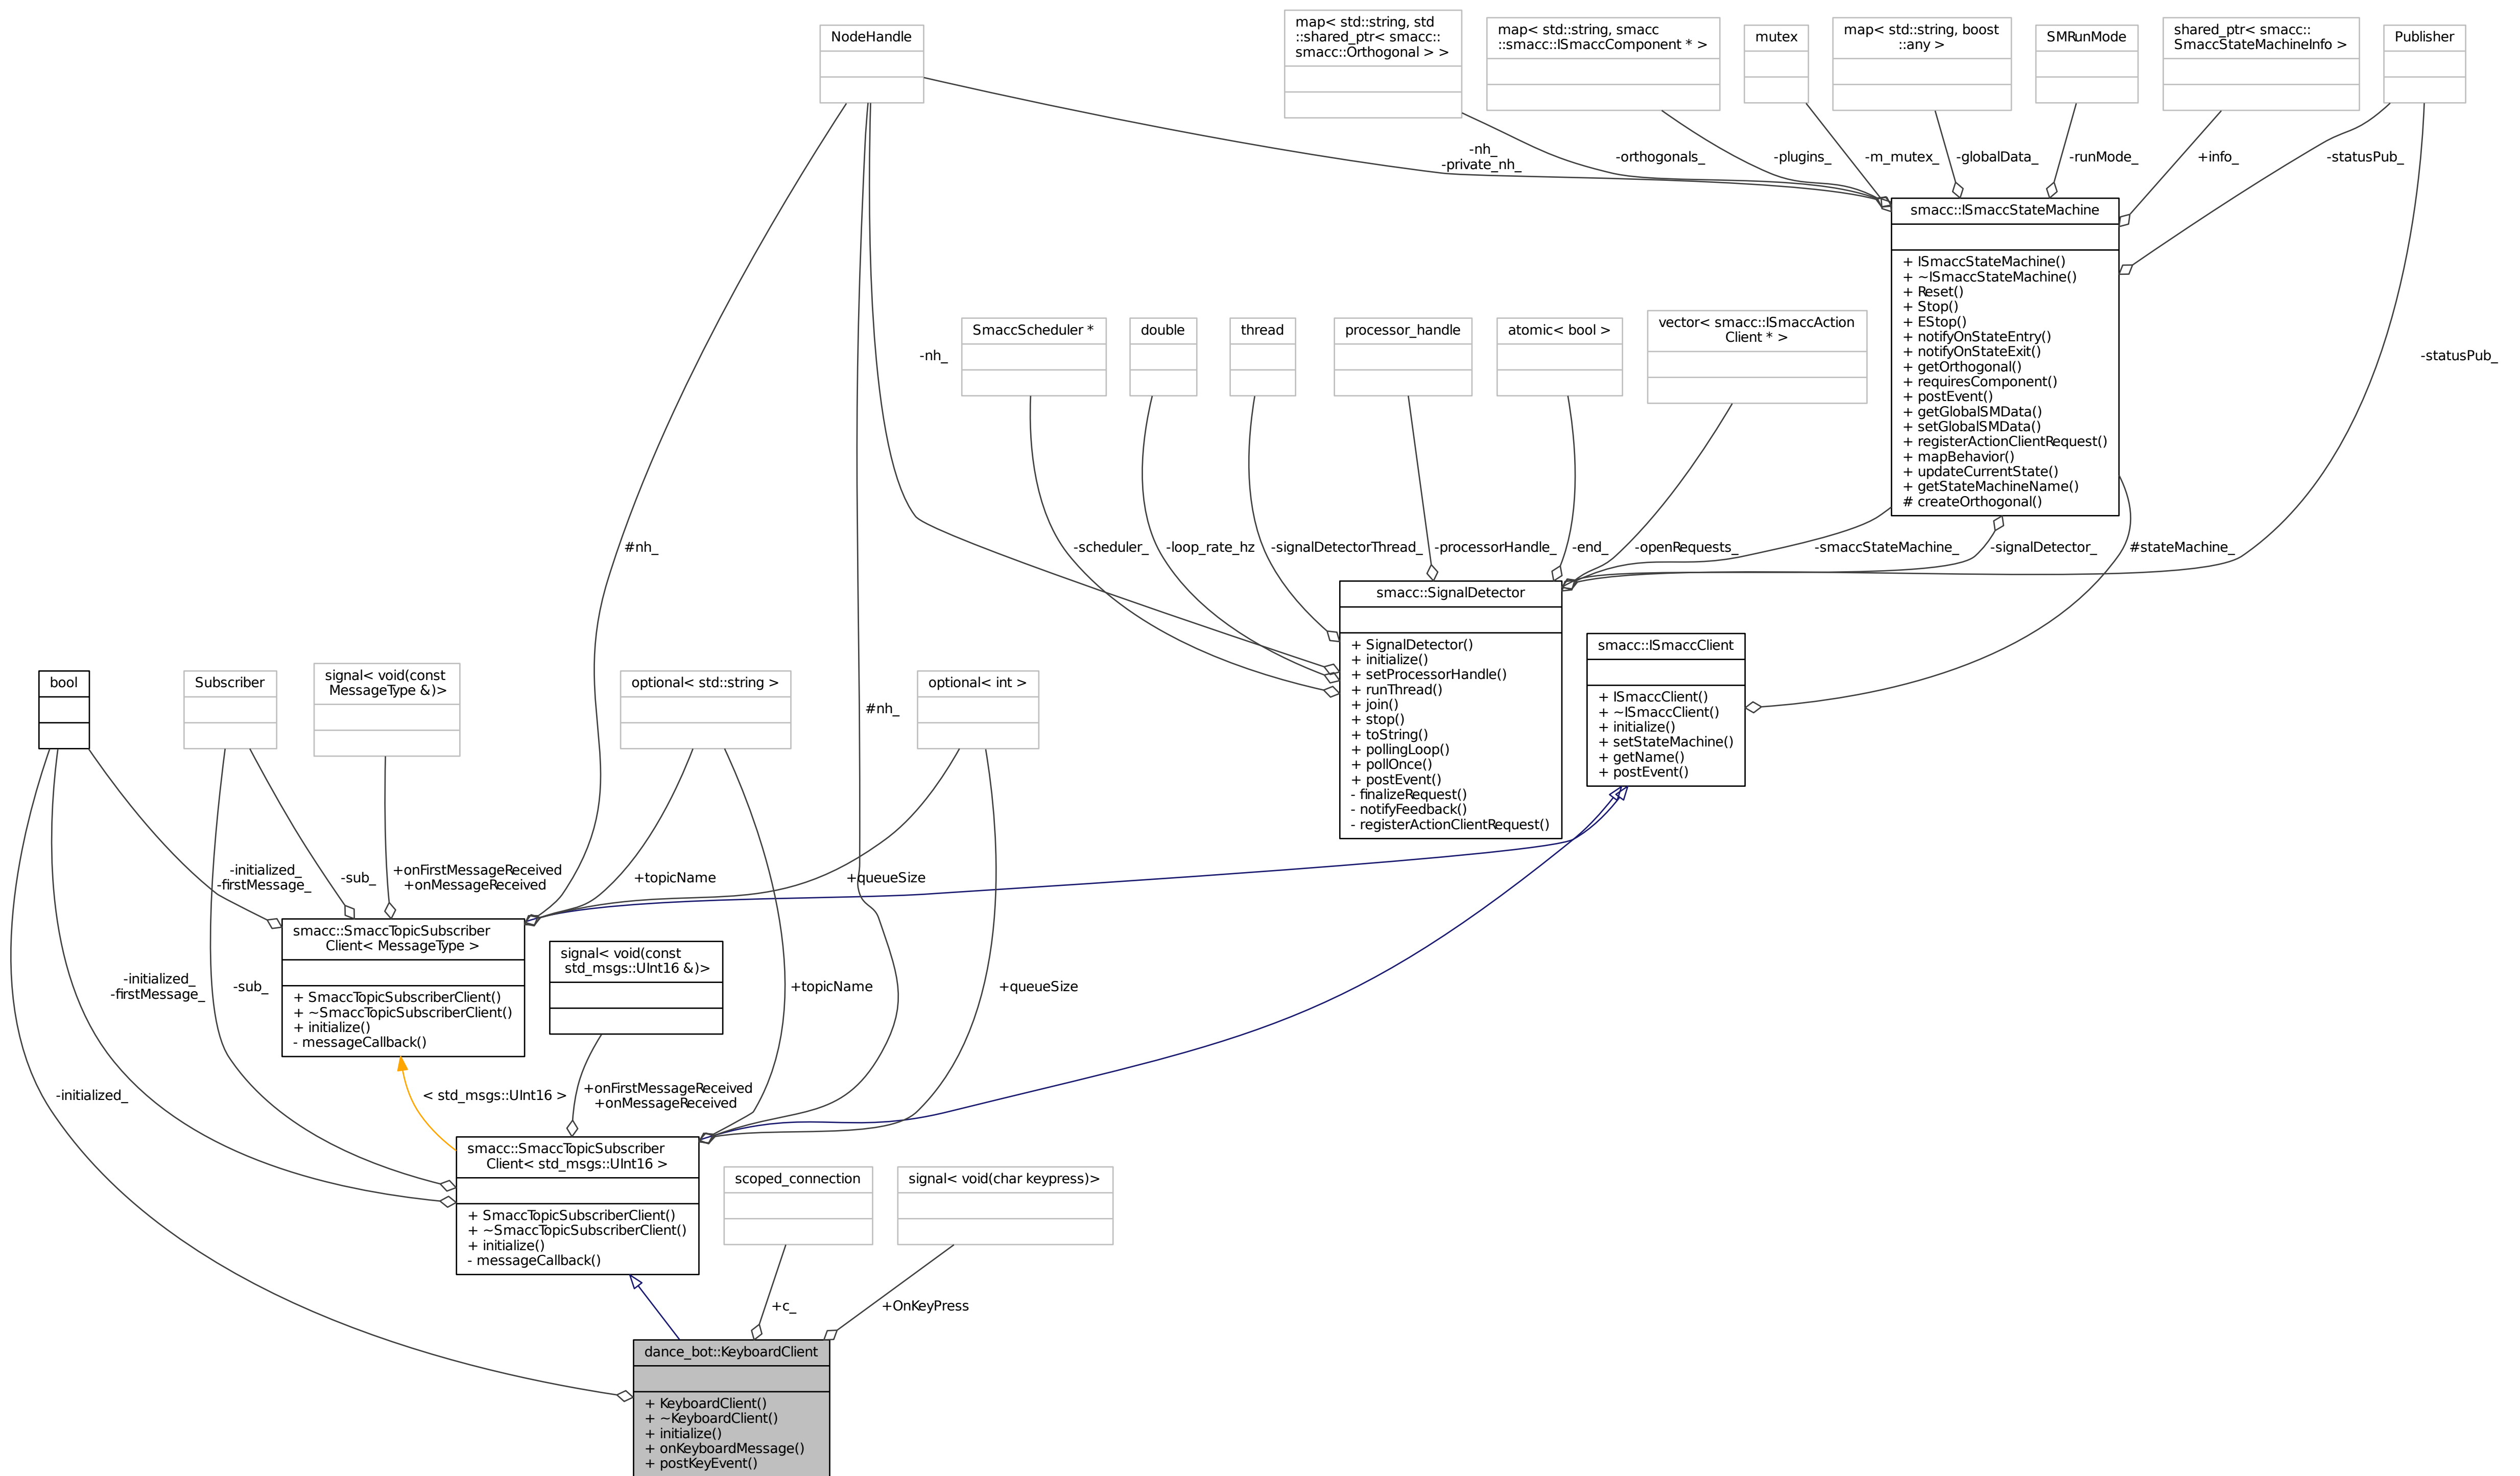 NodeHandle
map< std::string, std
::shared_ptr< smacc::
smacc::Orthogonal > >
map< std::string, smacc
::smacc::ISmaccComponent * >
mutex
map< std::string, boost
::any >
SMRunMode
shared_ptr< smacc::
SmaccStateMachineInfo >
Publisher
-nh_
-private_nh_
-orthogonals_
-plugins_
-m_mutex_
-globalData_
-runMode_
+info_
-statusPub_
smacc::ISmaccStateMachine
+ ISmaccStateMachine()
+ ~ISmaccStateMachine()
+ Reset()
+ Stop()
+ EStop()
+ notifyOnStateEntry()
+ notifyOnStateExit()
+ getOrthogonal()
+ requiresComponent()
+ postEvent()
+ getGlobalSMData()
+ setGlobalSMData()
+ registerActionClientRequest()
+ mapBehavior()
+ updateCurrentState()
+ getStateMachineName()
# createOrthogonal()
-nh_
SmaccScheduler *
double
thread
processor_handle
atomic< bool >
vector< smacc::ISmaccAction
Client * >
-statusPub_
#nh_
-scheduler_
-loop_rate_hz
-signalDetectorThread_
-processorHandle_
-end_
-openRequests_
-smaccStateMachine_
-signalDetector_
#stateMachine_
smacc::SignalDetector
+ SignalDetector()
+ initialize()
+ setProcessorHandle()
+ runThread()
+ join()
+ stop()
+ toString()
+ pollingLoop()
+ pollOnce()
+ postEvent()
- finalizeRequest()
- notifyFeedback()
- registerActionClientRequest()
smacc::ISmaccClient
+ ISmaccClient()
+ ~ISmaccClient()
+ initialize()
+ setStateMachine()
+ getName()
+ postEvent()
bool
Subscriber
signal< void(const
MessageType &)>
optional< std::string >
optional< int >
#nh_
-initialized_
-firstMessage_
-sub_
+onFirstMessageReceived
+onMessageReceived
+topicName
+queueSize
smacc::SmaccTopicSubscriber
Client< MessageType >
+ SmaccTopicSubscriberClient()
+ ~SmaccTopicSubscriberClient()
+ initialize()
- messageCallback()
signal< void(const
std_msgs::UInt16 &)>
-initialized_
-firstMessage_
-sub_
+topicName
+queueSize
-initialized_
< std_msgs::UInt16 >
+onFirstMessageReceived
+onMessageReceived
smacc::SmaccTopicSubscriber
Client< std_msgs::UInt16 >
+ SmaccTopicSubscriberClient()
+ ~SmaccTopicSubscriberClient()
+ initialize()
- messageCallback()
scoped_connection
signal< void(char keypress)>
+c_
+OnKeyPress
dance_bot::KeyboardClient
+ KeyboardClient()
+ ~KeyboardClient()
+ initialize()
+ onKeyboardMessage()
+ postKeyEvent()